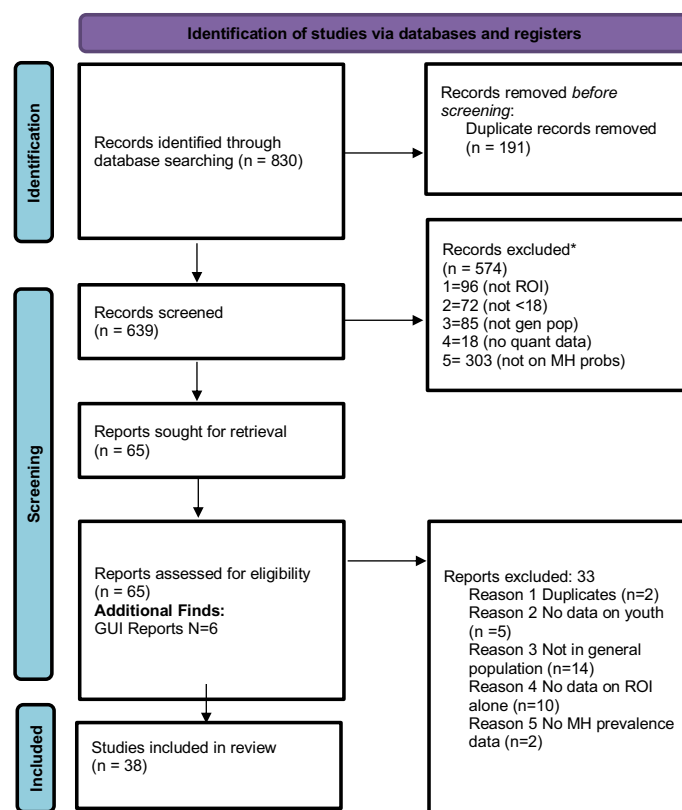 Identification of studies via databases and registers
Identification
Records identified through
database searching (n = 830)
Records removed before
screening:
Duplicate records removed
(n = 191)
Screening
Records screened
(n = 639)
Records excluded*
(n = 574)
1=96 (not ROI)
2=72 (not <18)
3=85 (not gen pop)
4=18 (no quant data)
5= 303 (not on MH probs)
Reports sought for retrieval
(n = 65)
Reports assessed for eligibility
(n = 65)
Additional Finds:
GUI Reports N=6
Reports excluded: 33
Reason 1 Duplicates (n=2)
Reason 2 No data on youth
(n =5)
Reason 3 Not in general
population (n=14)
Reason 4 No data on ROI
alone (n=10)
Reason 5 No MH prevalence
data (n=2)
Included
Studies included in review
(n = 38)